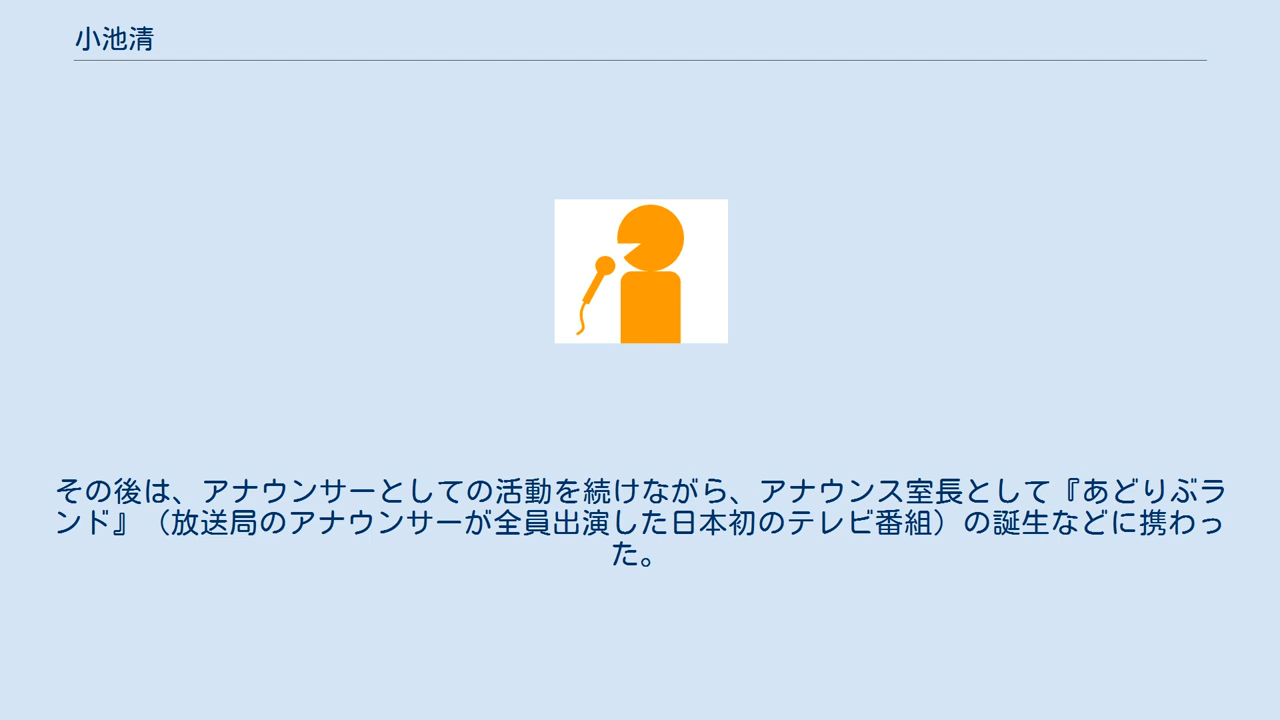 小池清
その後は、アナウンサーとしての活動を続けながら、アナウンス室長として『あどりぶラ
ンド』（放送局のアナウンサーが全員出演した日本初のテレビ番組）の誕生などに携わっ
た。